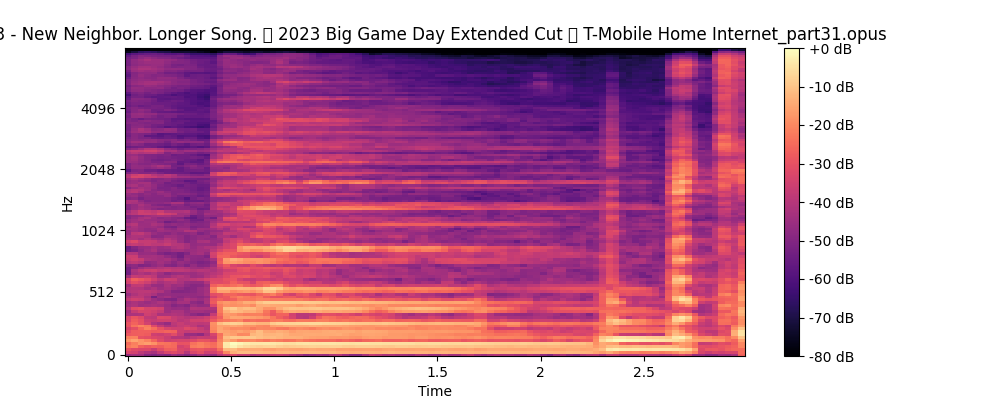 3 - New Neighbor. Longer Song. 2023 Big Game Day Extended Cut T-Mobile Home Internet_part31.opus
+0 dB
-10 dB
-20 dB
-30 dB
-40 dB
-50 dB
-60 dB
-70 dB
-80 dB
4096
2048
1024
512
0
Hz
0 0.5 1 1.5 2 2.5
Time